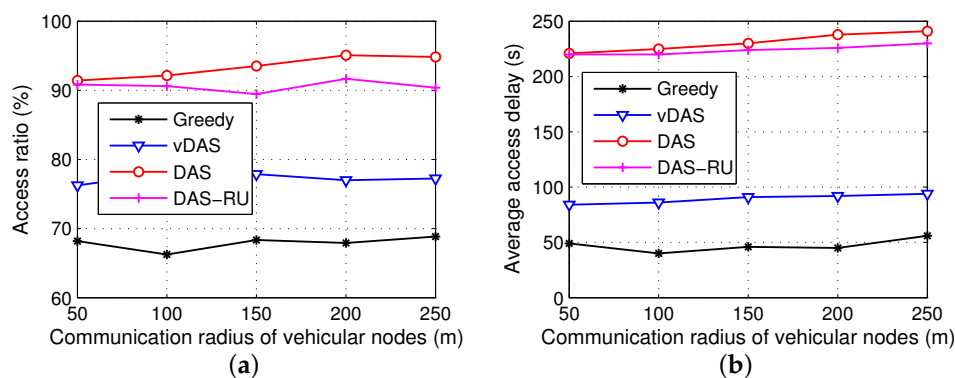 100
90
80
70
60
50
100
150
200
250
Access ratio (%)
Communication radius of vehicular nodes (m)
Greedy
vDAS
DAS
DAS−RU
(a)
250
200
150
100
50
0
50
100
150
200
250
Average access delay (s)
Communication radius of vehicular nodes (m)
Greedy
vDAS
DAS
DAS−RU
(b)